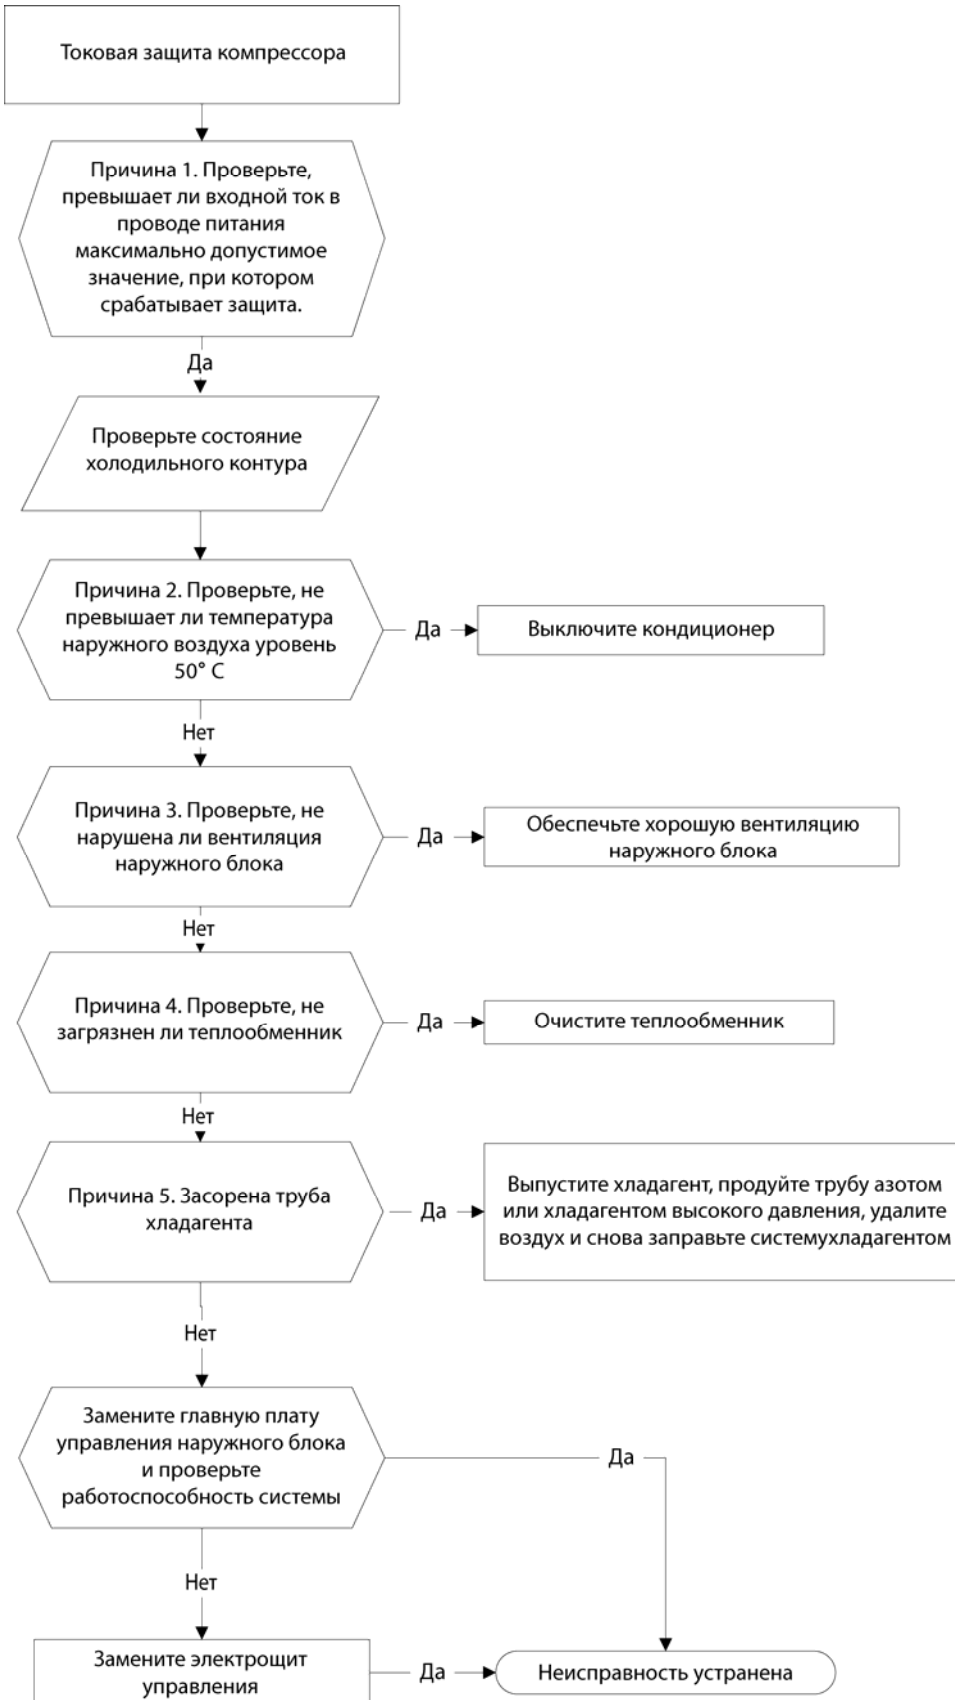 Токовая защита компрессора
Причина 1. Проверьте,
превышает ли входной ток в
проводе питания
максимально допустимое
значение, при котором
срабатывает защита.
Да
Проверьте состояние
холодильного контура
Причина 2. Проверьте, не
превышает ли температура
наружного воздуха уровень
50° C
Да
Выключите кондиционер
Нет
Причина 3. Проверьте, не
нарушена ли вентиляция
наружного блока
Да
Обеспечьте хорошую вентиляцию
наружного блока
Нет
Причина 4. Проверьте, не
загрязнен ли теплообменник
Да
Очистите теплообменник
Нет
Причина 5. Засорена труба
хладагента
Да
Выпустите хладагент, продуйте трубу азотом
или хладагентом высокого давления, удалите
воздух и снова заправьте системухладагентом
Нет
Замените главную плату
управления наружного блока
и проверьте
работоспособность системы
Да
Нет
Замените электрощит
управления
Да
Неисправность устранена